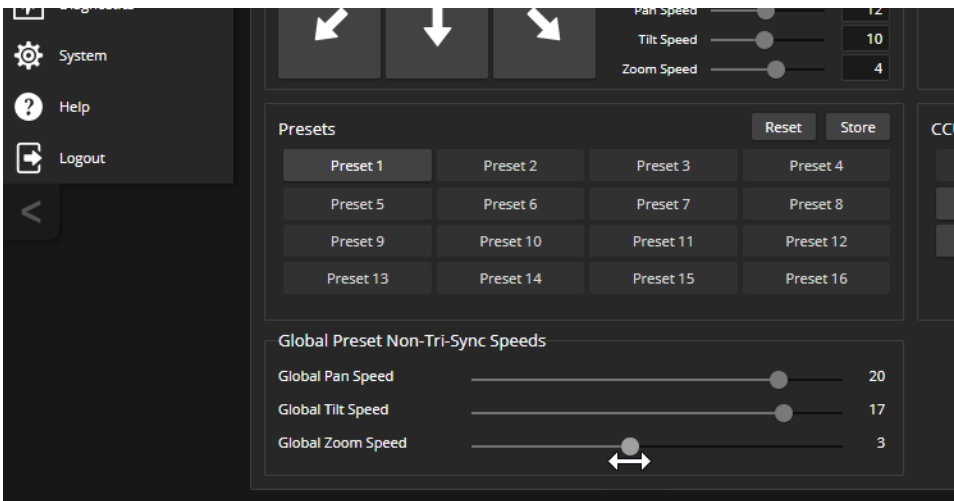 Diagnostics
System
Help
Logout
<
Pan Speed 12
Tilt Speed 10
Zoom Speed 4
Presets Reset Store
Preset 1 Preset 2 Preset 3 Preset 4
Preset 5 Preset 6 Preset 7 Preset 8
Preset 9 Preset 10 Preset 11 Preset 12
Preset 13 Preset 14 Preset 15 Preset 16
Global Preset Non-Tri-Sync Speeds
Global Pan Speed 20
Global Tilt Speed 17
Global Zoom Speed 3